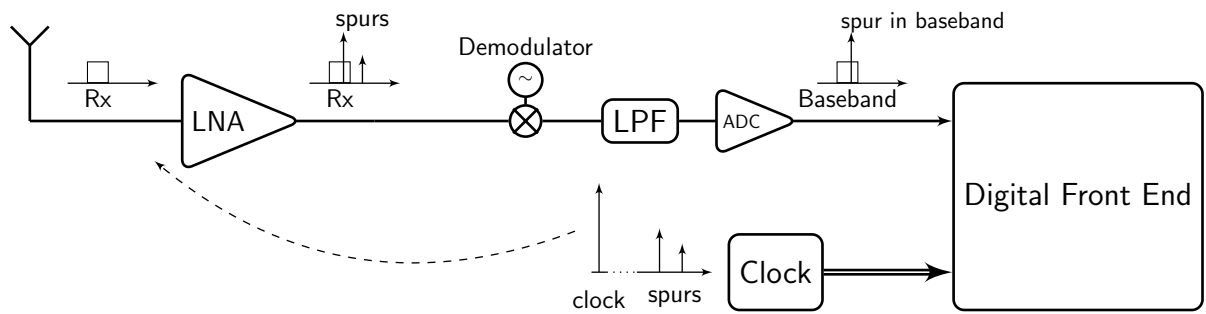 spurs
spur in baseband
Demodulator
~
Rx
Rx
Baseband
LNA
LPF
ADC
Digital Front End
Clock
clock
spurs